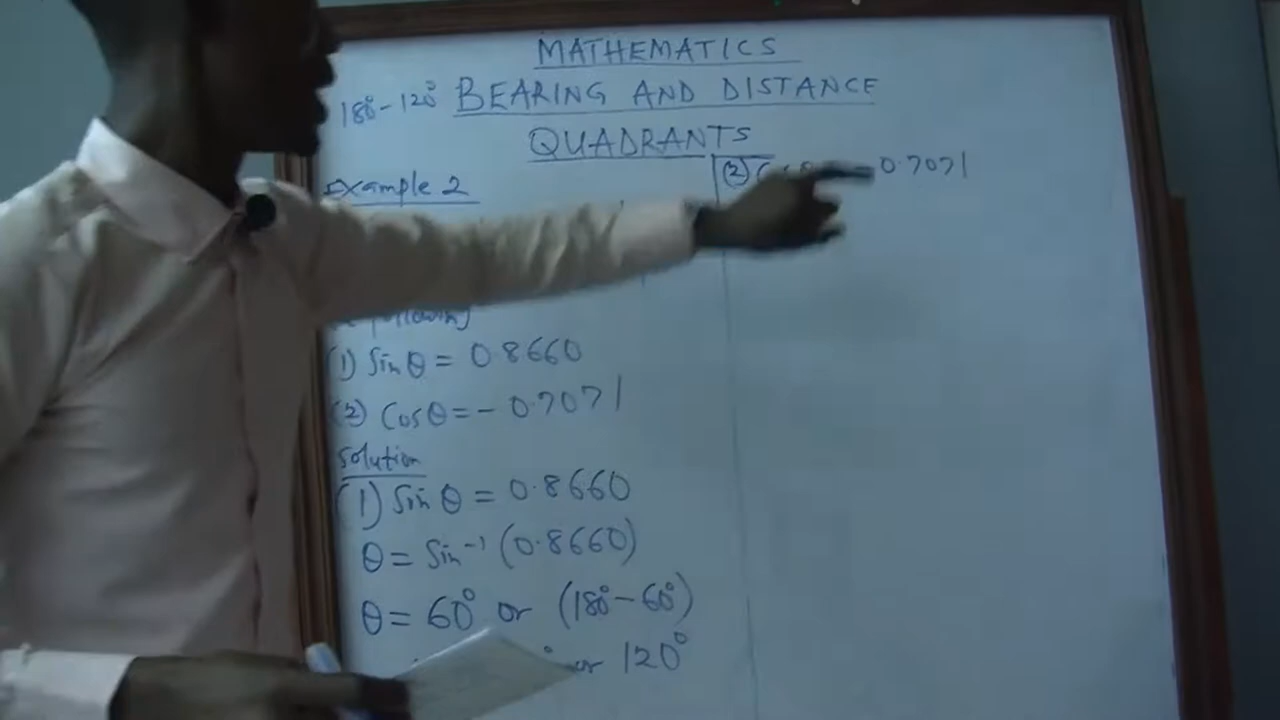 MATHEMATICS
180° - 120° BEARING AND DISTANCE
QUADRANTS
Example 2
following
(1) Sin θ = 0.8660
(2) Cos θ = - 0.7071
Solution
(1) Sin θ = 0.8660
θ = Sin⁻¹ (0.8660)
θ = 60° or (180° - 60°)
or 120°
(2) 0.7071